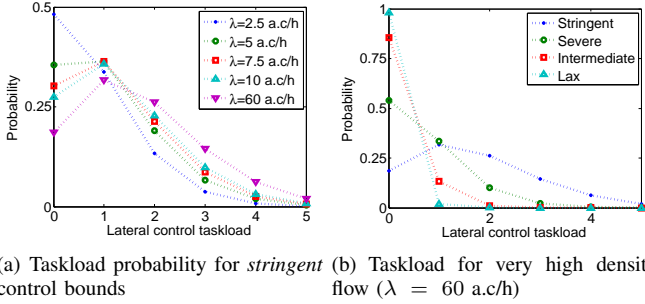 0.5
0.25
0
Probability
0 1 2 3 4 5
Lateral control taskload
λ=2.5 a.c/h
λ=5 a.c/h
λ=7.5 a.c/h
λ=10 a.c/h
λ=60 a.c/h
1
0.75
0.5
0.25
0
Probability
0 2 4
Lateral control taskload
Stringent
Severe
Intermediate
Lax
(a) Taskload probability for stringent
control bounds
(b) Taskload for very high densit
flow (λ = 60 a.c/h)